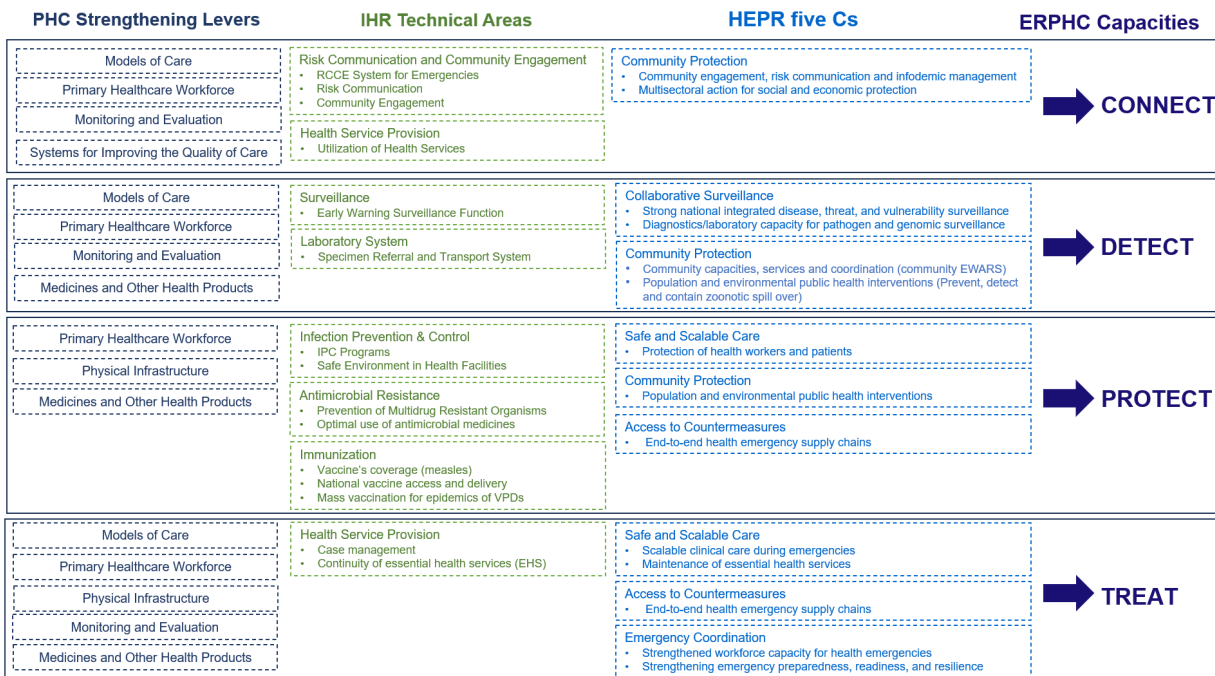 PHC Strengthening Levers
IHR Technical Areas
HEPR five Cs
ERPHC Capacities
Models of Care
Primary Healthcare Workforce
Monitoring and Evaluation
Systems for Improving the Quality of Care
Risk Communication and Community Engagement
• RCCE System for Emergencies
• Risk Communication
• Community Engagement
Health Service Provision
• Utilization of Health Services
Community Protection
• Community engagement, risk communication and infodemic management
• Multisectoral action for social and economic protection
CONNECT
Models of Care
Primary Healthcare Workforce
Monitoring and Evaluation
Medicines and Other Health Products
Surveillance
• Early Warning Surveillance Function
Laboratory System
• Specimen Referral and Transport System
Collaborative Surveillance
• Strong national integrated disease, threat, and vulnerability surveillance
• Diagnostics/laboratory capacity for pathogen and genomic surveillance
Community Protection
• Community capacities, services and coordination (community EWARS)
• Population and environmental public health interventions (Prevent, detect
and contain zoonotic spill over)
DETECT
Primary Healthcare Workforce
Physical Infrastructure
Medicines and Other Health Products
Infection Prevention & Control
• IPC Programs
• Safe Environment in Health Facilities
Antimicrobial Resistance
• Prevention of Multidrug Resistant Organisms
• Optimal use of antimicrobial medicines
Immunization
• Vaccine's coverage (measles)
• National vaccine access and delivery
• Mass vaccination for epidemics of VPDs
Safe and Scalable Care
• Protection of health workers and patients
Community Protection
• Population and environmental public health interventions
Access to Countermeasures
• End-to-end health emergency supply chains
PROTECT
Models of Care
Primary Healthcare Workforce
Physical Infrastructure
Monitoring and Evaluation
Medicines and Other Health Products
Health Service Provision
• Case management
• Continuity of essential health services (EHS)
Safe and Scalable Care
• Scalable clinical care during emergencies
• Maintenance of essential health services
Access to Countermeasures
• End-to-end health emergency supply chains
Emergency Coordination
• Strengthened workforce capacity for health emergencies
• Strengthening emergency preparedness, readiness, and resilience
TREAT